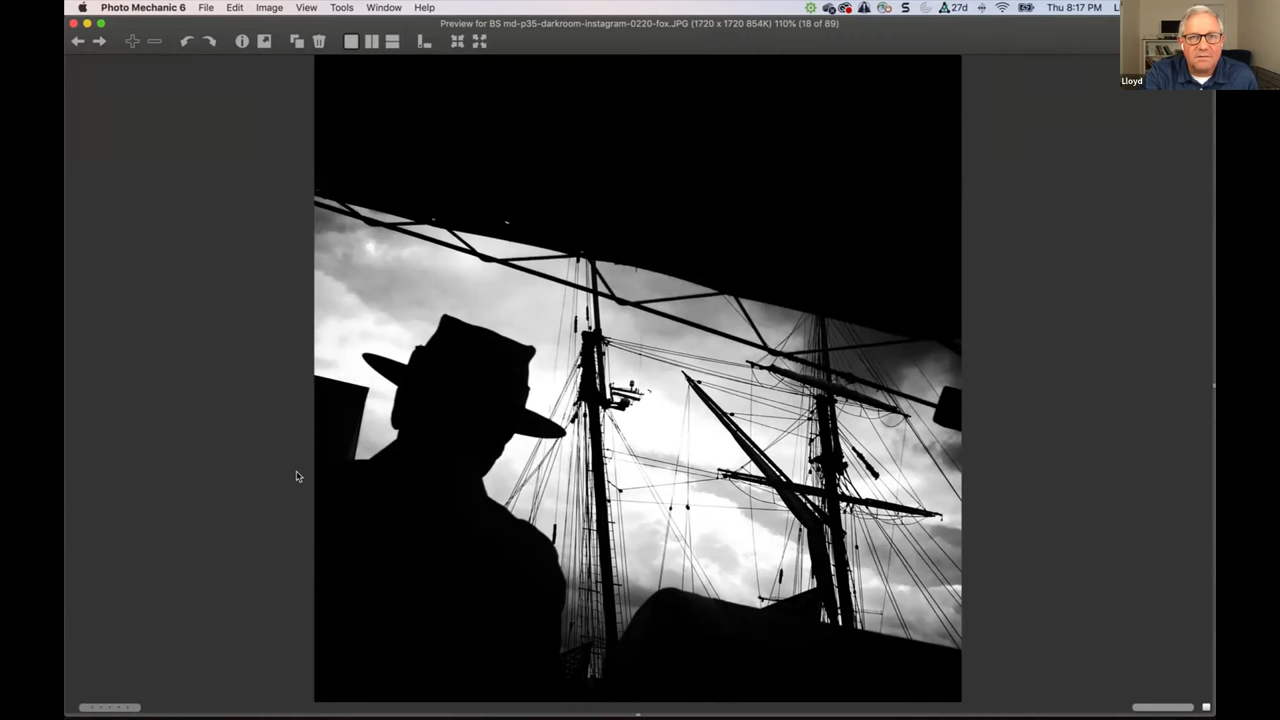 Photo Mechanic 6 File Edit Image View Tools Window Help 27d Thu 8:17 PM L
Preview for BS md-p35-darkroom-instagram-0220-fox.JPG (1720 x 1720 854K) 110% (18 of 89)
Lloyd